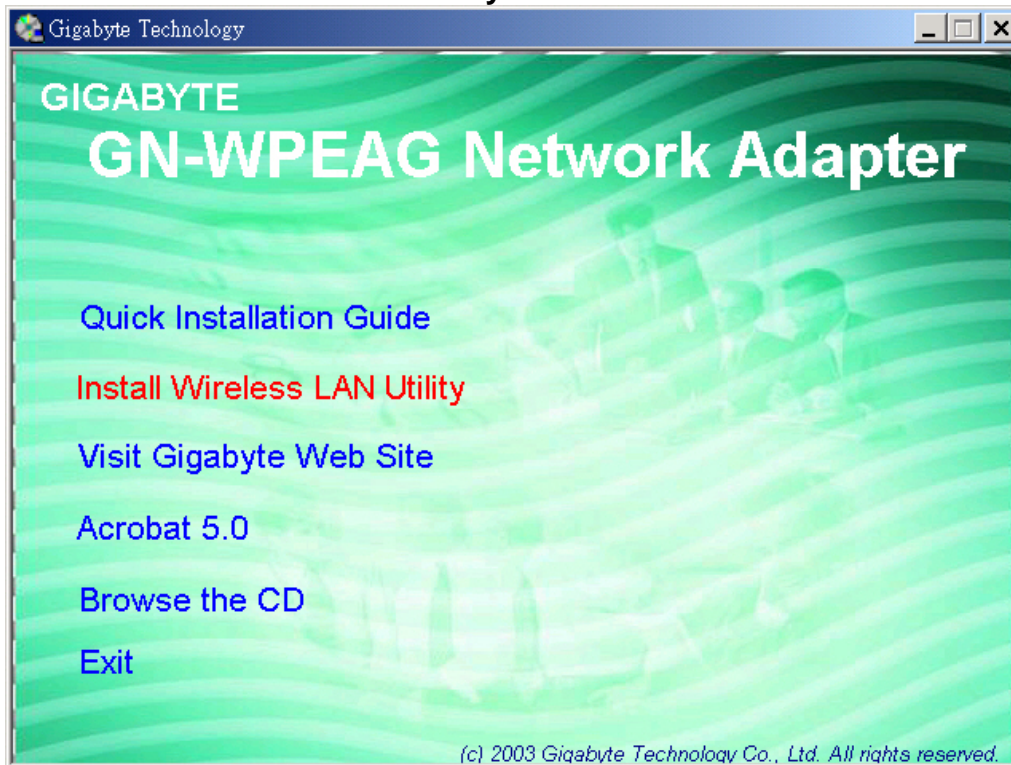 Gigabyte Technology
GIGABYTE
GN-WPEAG Network Adapter
Quick Installation Guide
Install Wireless LAN Utility
Visit Gigabyte Web Site
Acrobat 5.0
Browse the CD
Exit
(c) 2003 Gigabyte Technology Co., Ltd. All rights reserved.